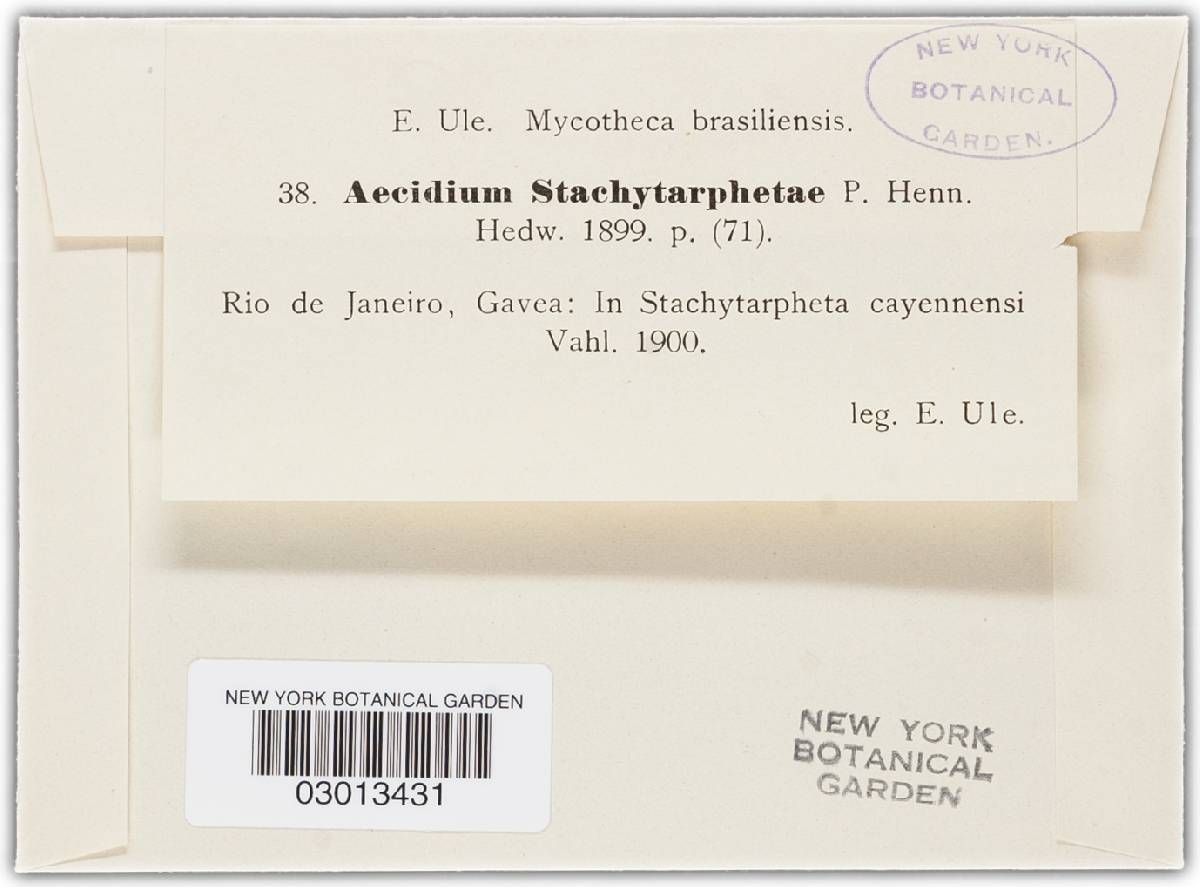 NEW YORK
BOTANICAL
GARDEN.
E. Ule. Mycotheca brasiliensis.
38. Aecidium Stachytarphetae P. Henn.
Hedw. 1899. p. (71).
Rio de Janeiro, Gavea: In Stachytarpheta cayennensi
Vahl. 1900.
leg. E. Ule.
NEW YORK BOTANICAL GARDEN
03013431
NEW YORK
BOTANICAL
GARDEN